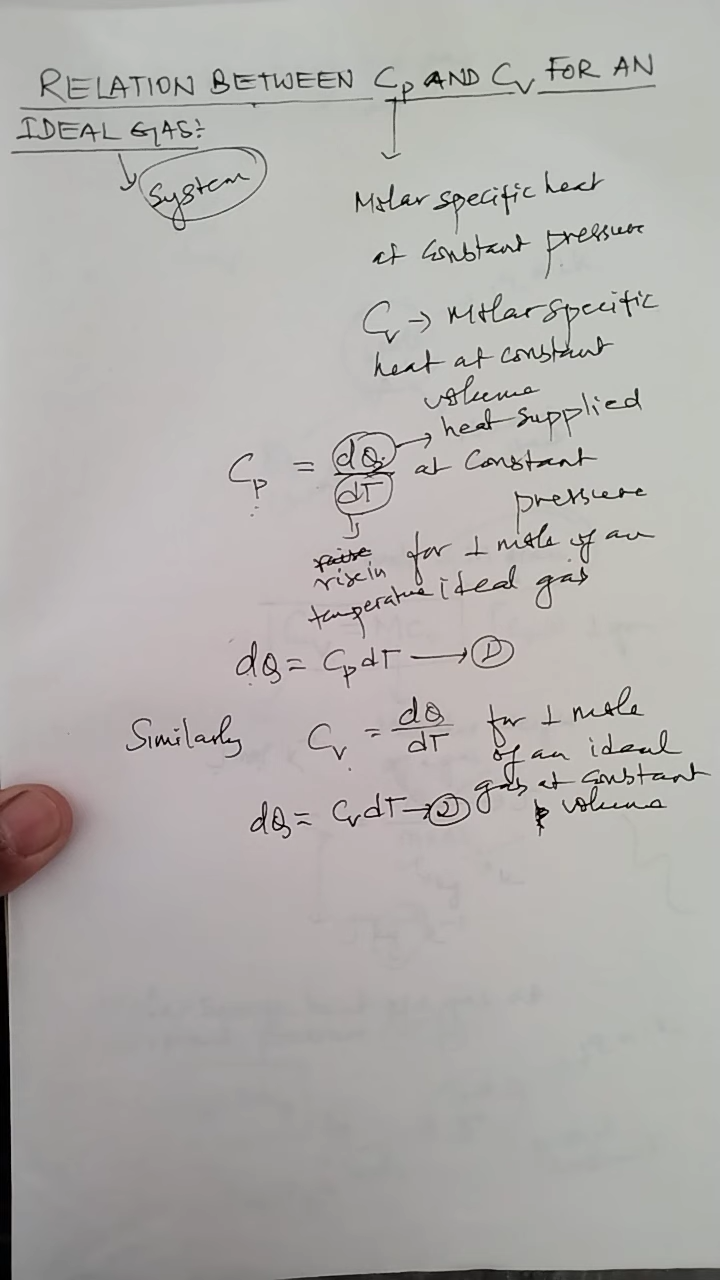 RELATION BETWEEN Cp AND Cv FOR AN
IDEAL GAS:
System
Molar specific heat
at constant pressure
Cv → Molar specific
heat at constant
volume
Cp = dQ/dT → heat supplied
at constant
pressure
rise in
temperature
for 1 mole of an
ideal gas
dQ = CpdT → 1
Similarly Cv = dQ/dT for 1 mole
of an ideal
gas at constant
volume
dQ = CvdT → 2